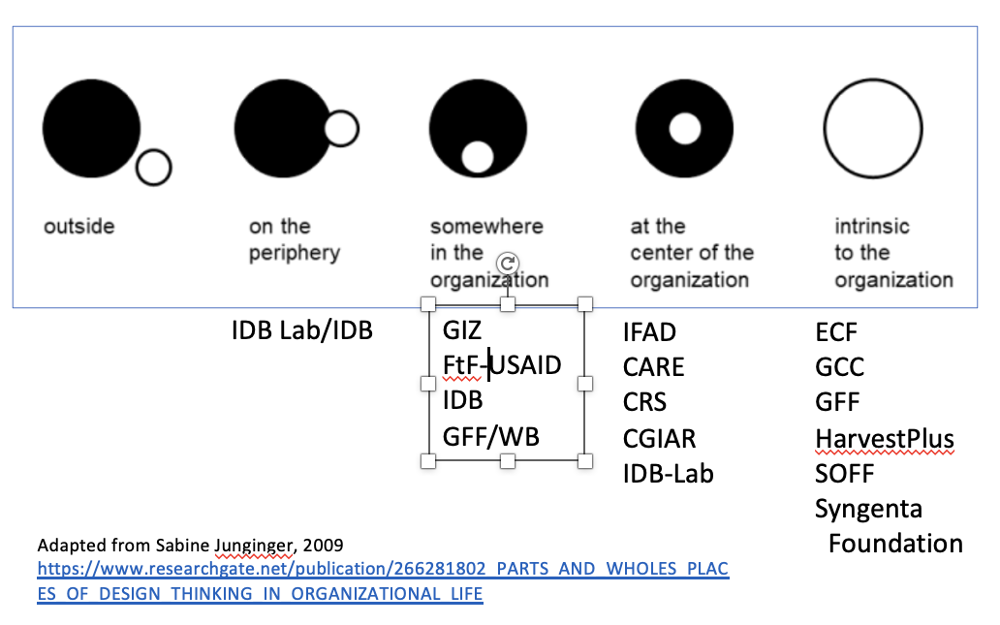 outside
on the
periphery
somewhere
in the
organization
at the
center of the
organization
intrinsic
to the
organization
IDB Lab/IDB
GIZ
FtF-USAID
IDB
GFF/WB
IFAD
CARE
CRS
CGIAR
IDB-Lab
ECF
GCC
GFF
HarvestPlus
SOFF
Syngenta
Foundation
Adapted from Sabine Junginger, 2009
https://www.researchgate.net/publication/266281802_PARTS_AND_WHOLES_PLAC
ES_OF_DESIGN_THINKING_IN_ORGANIZATIONAL_LIFE